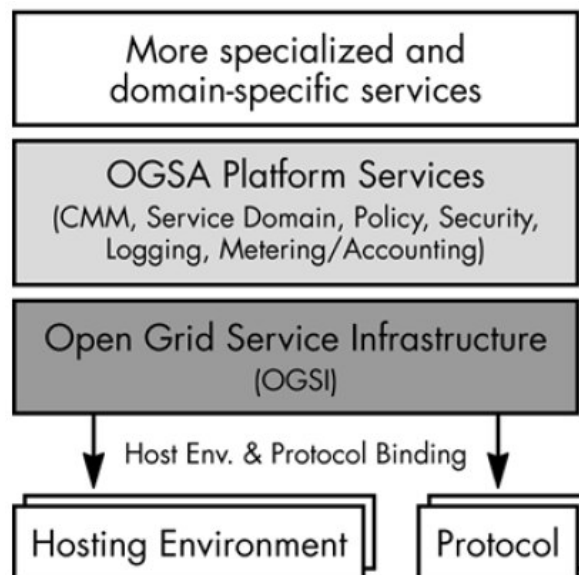 More specialized and
domain-specific services
OGSA Platform Services
(CMM, Service Domain, Policy, Security,
Logging, Metering/Accounting)
Open Grid Service Infrastructure
(OGSI)
Host Env. & Protocol Binding
Hosting Environment
Protocol